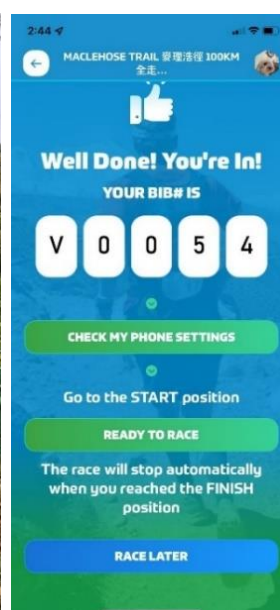 2:44
MACLEHOSE TRAIL 麥理浩徑 100KM
全走...
Well Done! You're In!
YOUR BIB# IS
V 0 0 5 4
CHECK MY PHONE SETTINGS
Go to the START position
READY TO RACE
The race will stop automatically
when you reached the FINISH
position
RACE LATER